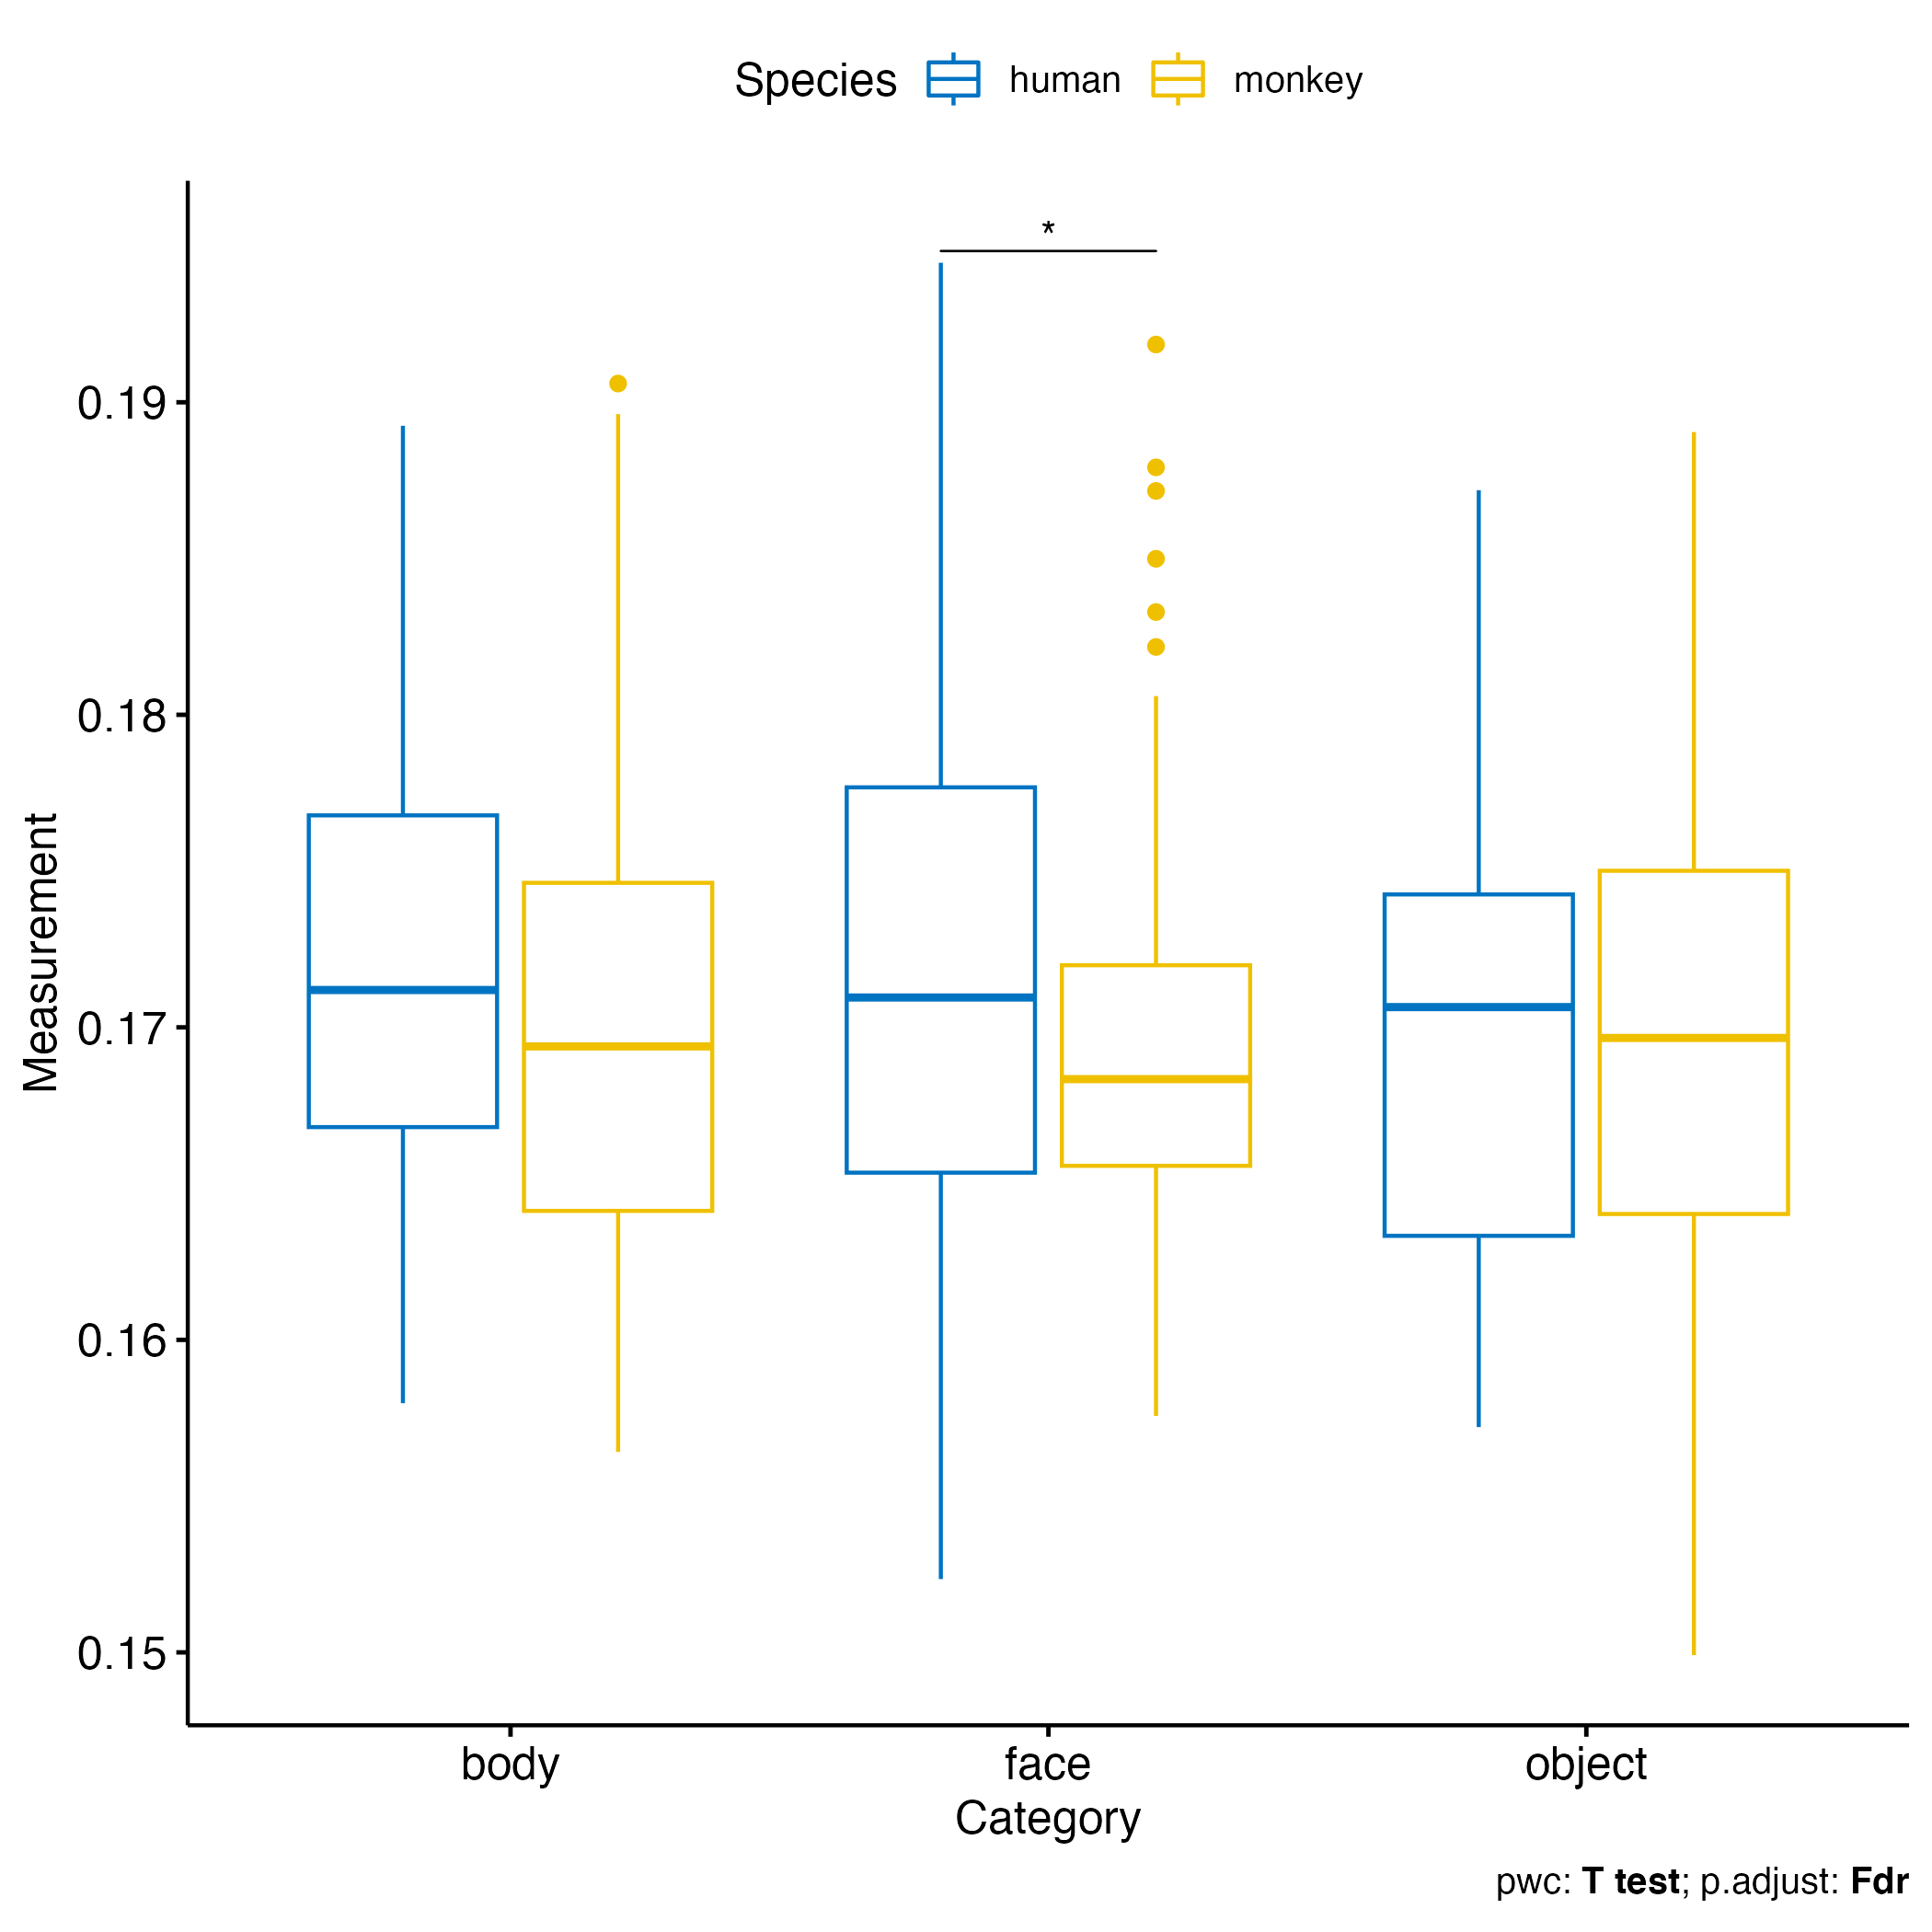 Species human monkey
*
0.19
0.18
0.17
0.16
0.15
Measurement
body face object
Category
pwc: T test; p.adjust: Fdr